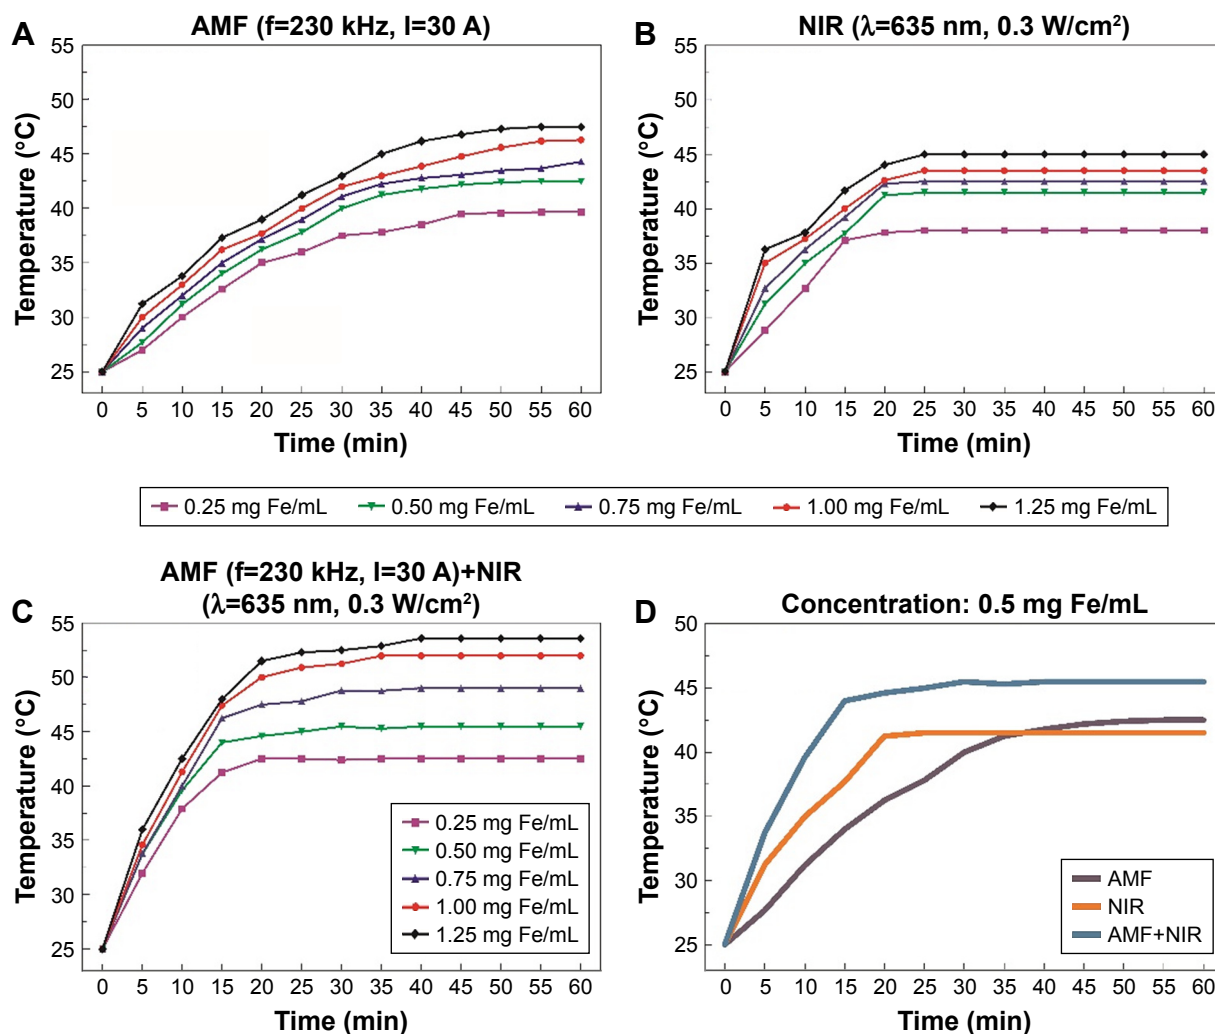 A
AMF (f=230 kHz, I=30 A)
55
50
45
40
35
30
25
Temperature (°C)
0 5 10 15 20 25 30 35 40 45 50 55 60
Time (min)
B
NIR (λ=635 nm, 0.3 W/cm²)
55
50
45
40
35
30
25
Temperature (°C)
0 5 10 15 20 25 30 35 40 45 50 55 60
Time (min)
0.25 mg Fe/mL 0.50 mg Fe/mL 0.75 mg Fe/mL 1.00 mg Fe/mL 1.25 mg Fe/mL
C
AMF (f=230 kHz, I=30 A)+NIR
(λ=635 nm, 0.3 W/cm²)
55
50
45
40
35
30
25
Temperature (°C)
0.25 mg Fe/mL
0.50 mg Fe/mL
0.75 mg Fe/mL
1.00 mg Fe/mL
1.25 mg Fe/mL
0 5 10 15 20 25 30 35 40 45 50 55 60
Time (min)
D
Concentration: 0.5 mg Fe/mL
50
45
40
35
30
25
Temperature (°C)
AMF
NIR
AMF+NIR
0 5 10 15 20 25 30 35 40 45 50 55 60
Time (min)